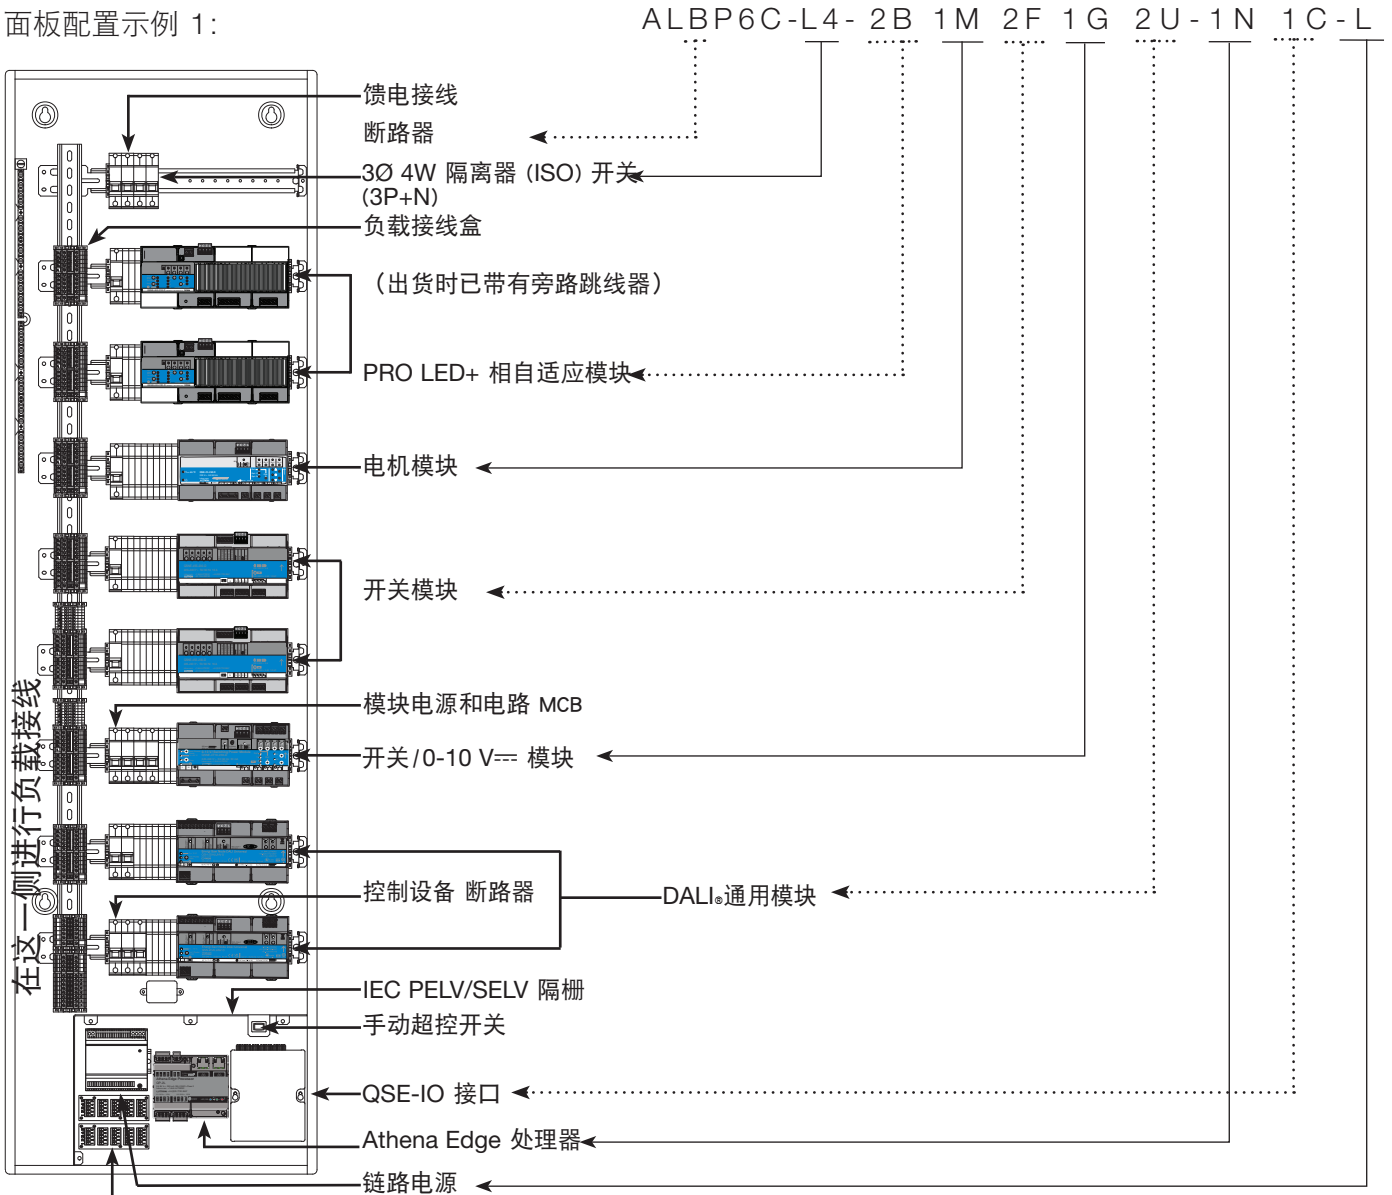 面板配置示例 1:
ALBP6C-L4- 2B 1M 2F 1G 2U-1N 1C-L
馈电接线
断路器
3Ø 4W 隔离器 (ISO) 开关
(3P+N)
负载接线盒
（出货时已带有旁路跳线器）
PRO LED+ 相自适应模块
电机模块
开关模块
模块电源和电路 MCB
开关/0-10 V⎓ 模块
控制设备 断路器
DALI®通用模块
IEC PELV/SELV 隔栅
手动超控开关
QSE-IO 接口
Athena Edge 处理器
链路电源
在这一侧进行负载接线